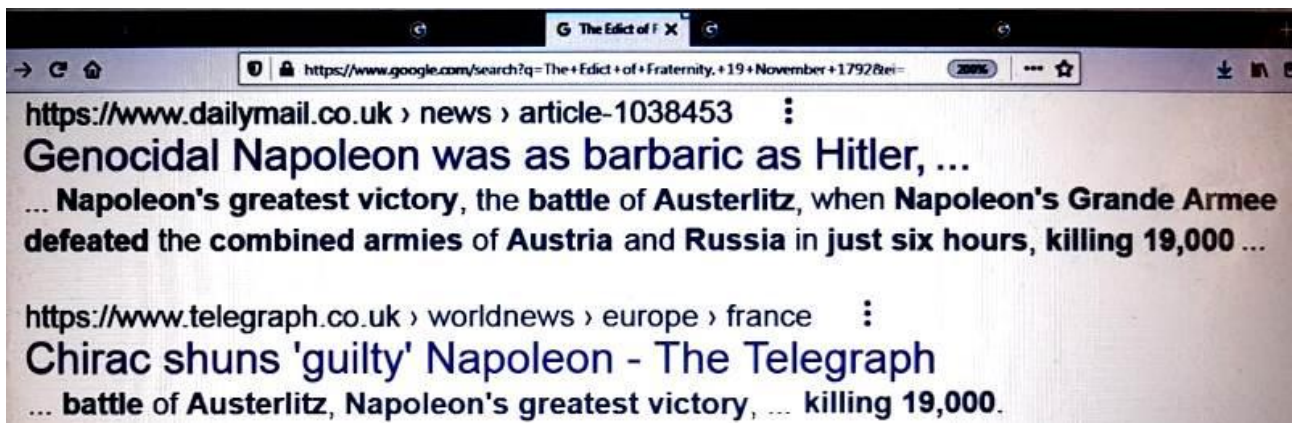 G The Edict of F X
https://www.google.com/search?q=The+Edict+of+Fraternity,+19+November+1792&ei=
200%
https://www.dailymail.co.uk › news › article-1038453
Genocidal Napoleon was as barbaric as Hitler, ...
... Napoleon's greatest victory, the battle of Austerlitz, when Napoleon's Grande Armee
defeated the combined armies of Austria and Russia in just six hours, killing 19,000 ...
https://www.telegraph.co.uk › worldnews › europe › france
Chirac shuns 'guilty' Napoleon - The Telegraph
... battle of Austerlitz, Napoleon's greatest victory, ... killing 19,000.